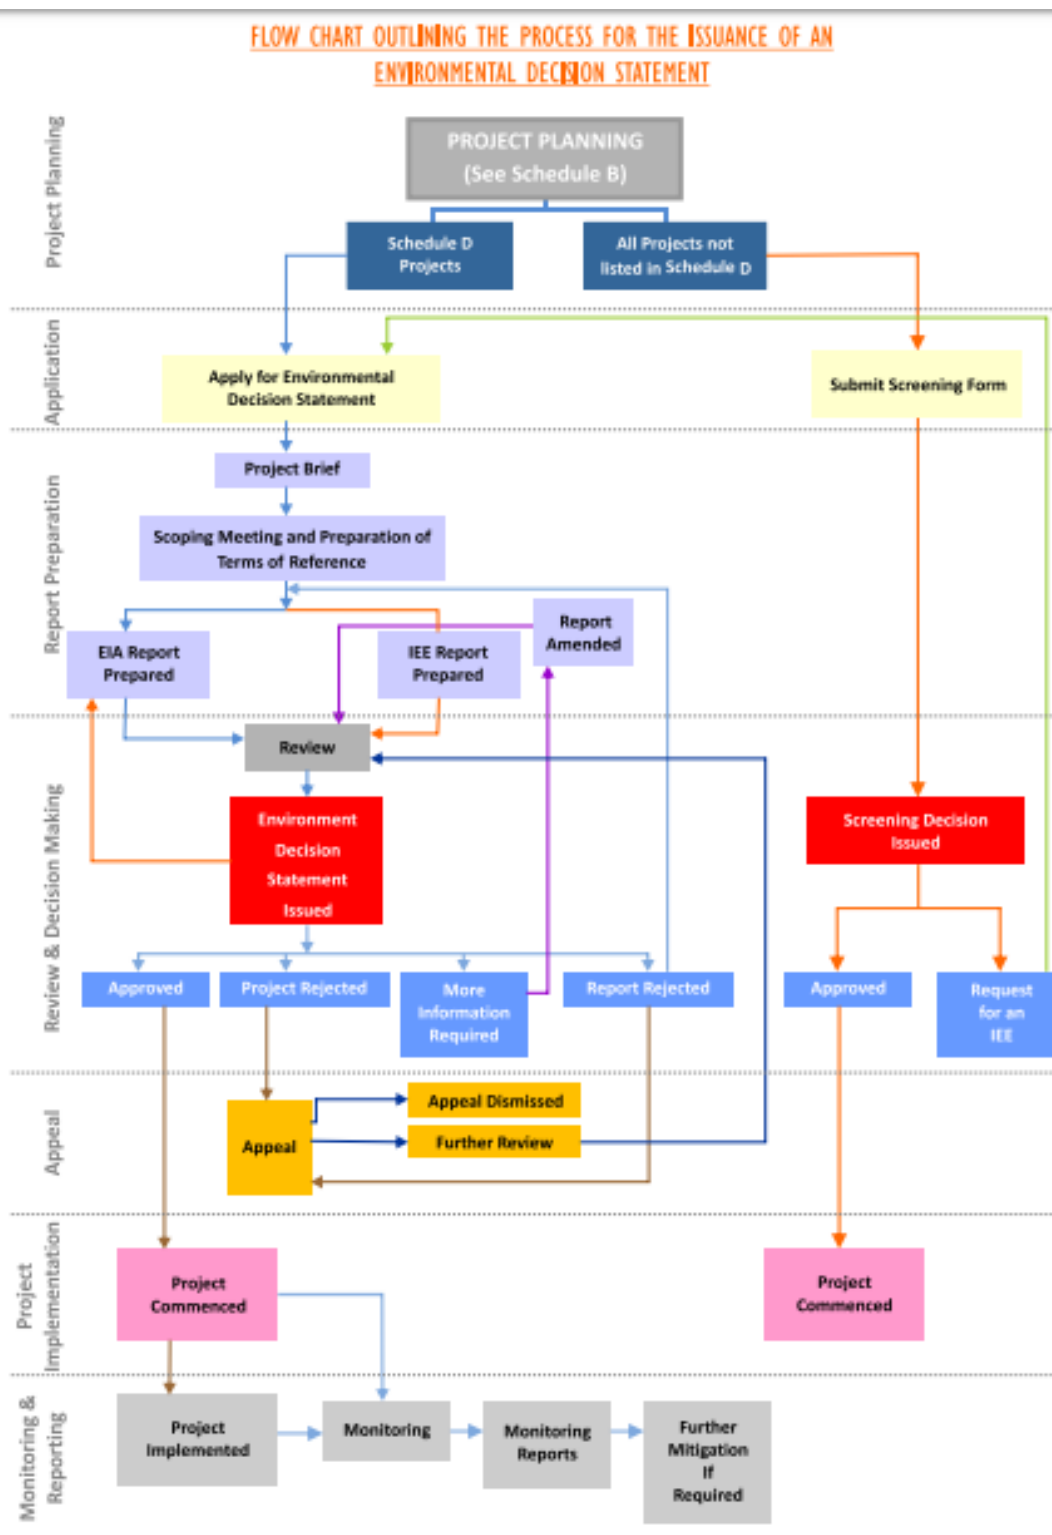 FLOW CHART OUTLINING THE PROCESS FOR THE ISSUANCE OF AN
ENVIRONMENTAL DECISION STATEMENT
Project Planning
PROJECT PLANNING
(See Schedule B)
Schedule D
Projects
All Projects not
listed in Schedule D
Application
Apply for Environmental
Decision Statement
Submit Screening Form
Report Preparation
Project Brief
Scoping Meeting and Preparation of
Terms of Reference
EIA Report
Prepared
IEE Report
Prepared
Report
Amended
Review & Decision Making
Review
Environment
Decision
Statement
Issued
Screening Decision
Issued
Approved
Project Rejected
More
Information
Required
Report Rejected
Approved
Request
for an
IEE
Appeal
Appeal
Appeal Dismissed
Further Review
Project
Implementation
Project
Commenced
Project
Commenced
Monitoring &
Reporting
Project
Implemented
Monitoring
Monitoring
Reports
Further
Mitigation
If
Required